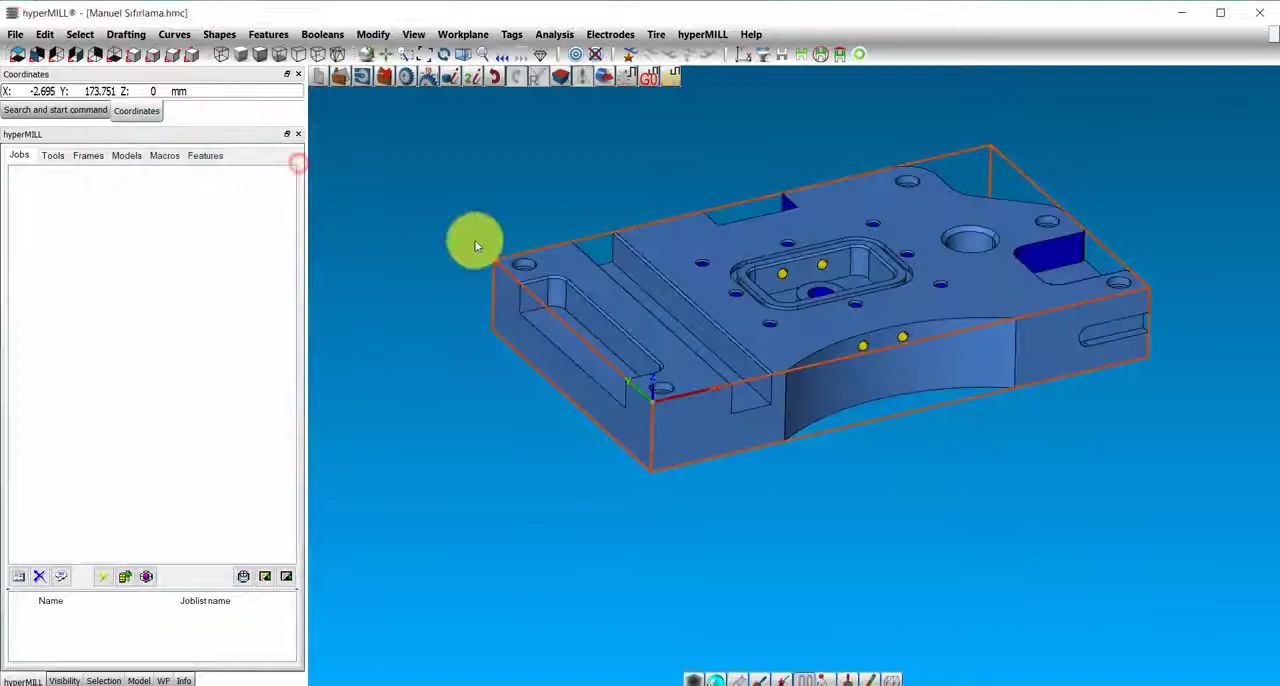 hyperMILL® - [Manuel Sıfırlama.hmc]
File Edit Select Drafting Curves Shapes Features Booleans Modify View Workplane Tags Analysis Electrodes Tire hyperMILL Help
Coordinates
X: -2.695 Y: 173.751 Z: 0 mm
Search and start command Coordinates
hyperMILL
Jobs Tools Frames Models Macros Features
G0
Z
Name Joblist name
hyperMILL Visibility Selection Model WP Info